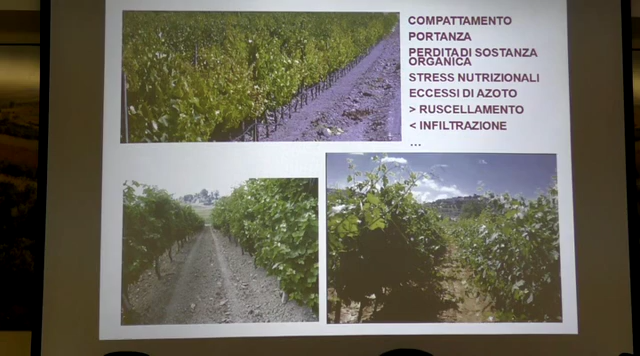 COMPATTAMENTO
PORTANZA
PERDITA DI SOSTANZA
ORGANICA
STRESS NUTRIZIONALI
ECCESSI DI AZOTO
> RUSCELLAMENTO
< INFILTRAZIONE
...